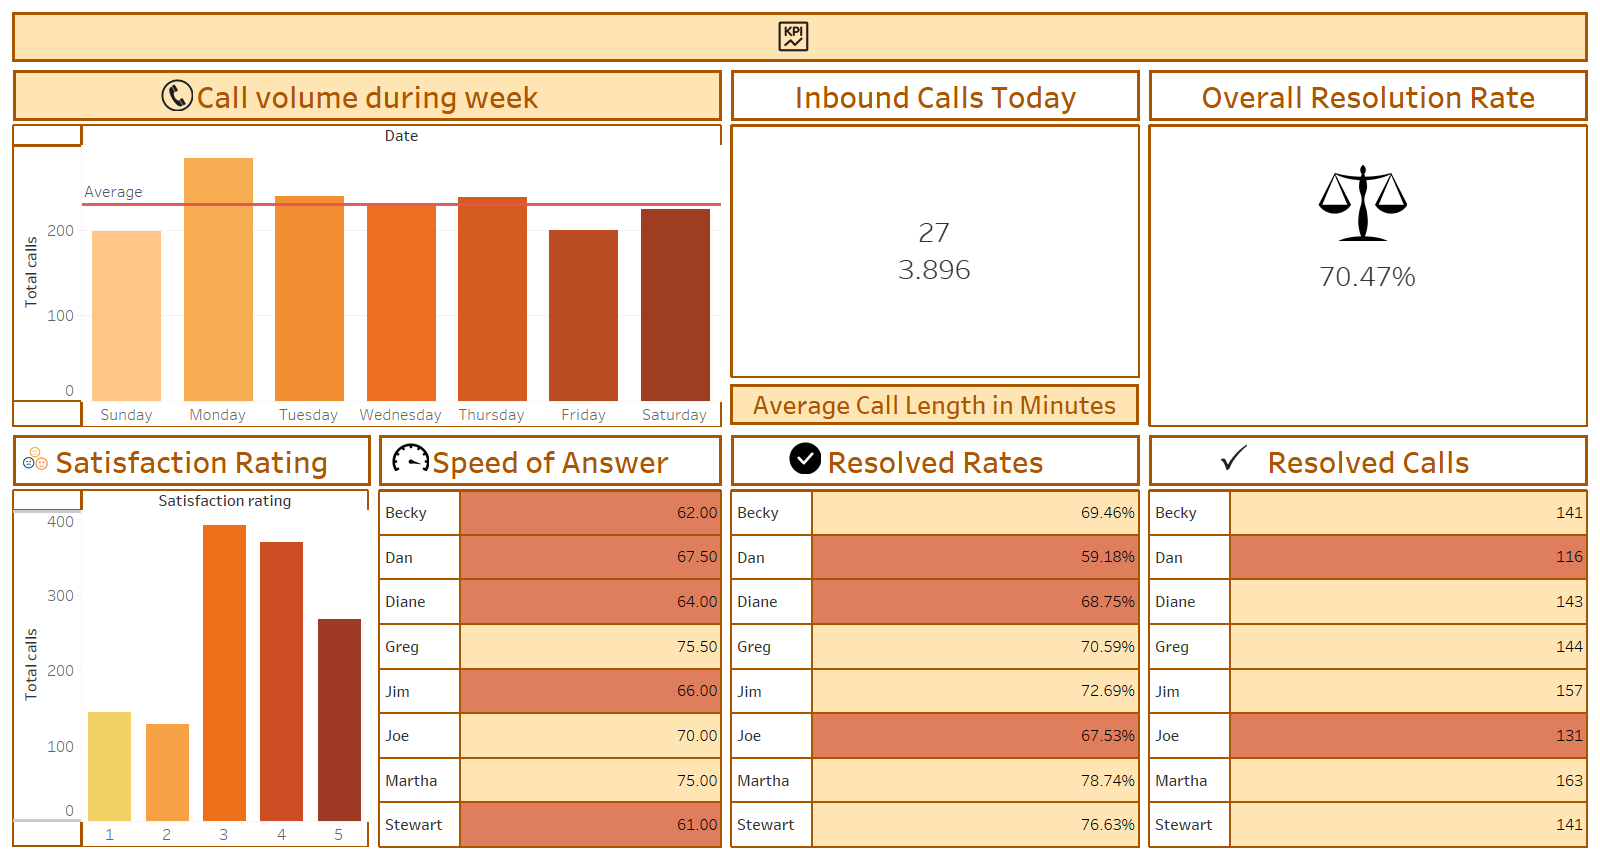 KPI
Call volume during week
Date
Average
Total calls
200
100
0
Sunday Monday Tuesday Wednesday Thursday Friday Saturday
Inbound Calls Today
27
3.896
Average Call Length in Minutes
Overall Resolution Rate
70.47%
Satisfaction Rating
Satisfaction rating
Total calls
400
300
200
100
0
1 2 3 4 5
Speed of Answer
Becky 62.00
Dan 67.50
Diane 64.00
Greg 75.50
Jim 66.00
Joe 70.00
Martha 75.00
Stewart 61.00
Resolved Rates
Becky 69.46%
Dan 59.18%
Diane 68.75%
Greg 70.59%
Jim 72.69%
Joe 67.53%
Martha 78.74%
Stewart 76.63%
Resolved Calls
Becky 141
Dan 116
Diane 143
Greg 144
Jim 157
Joe 131
Martha 163
Stewart 141